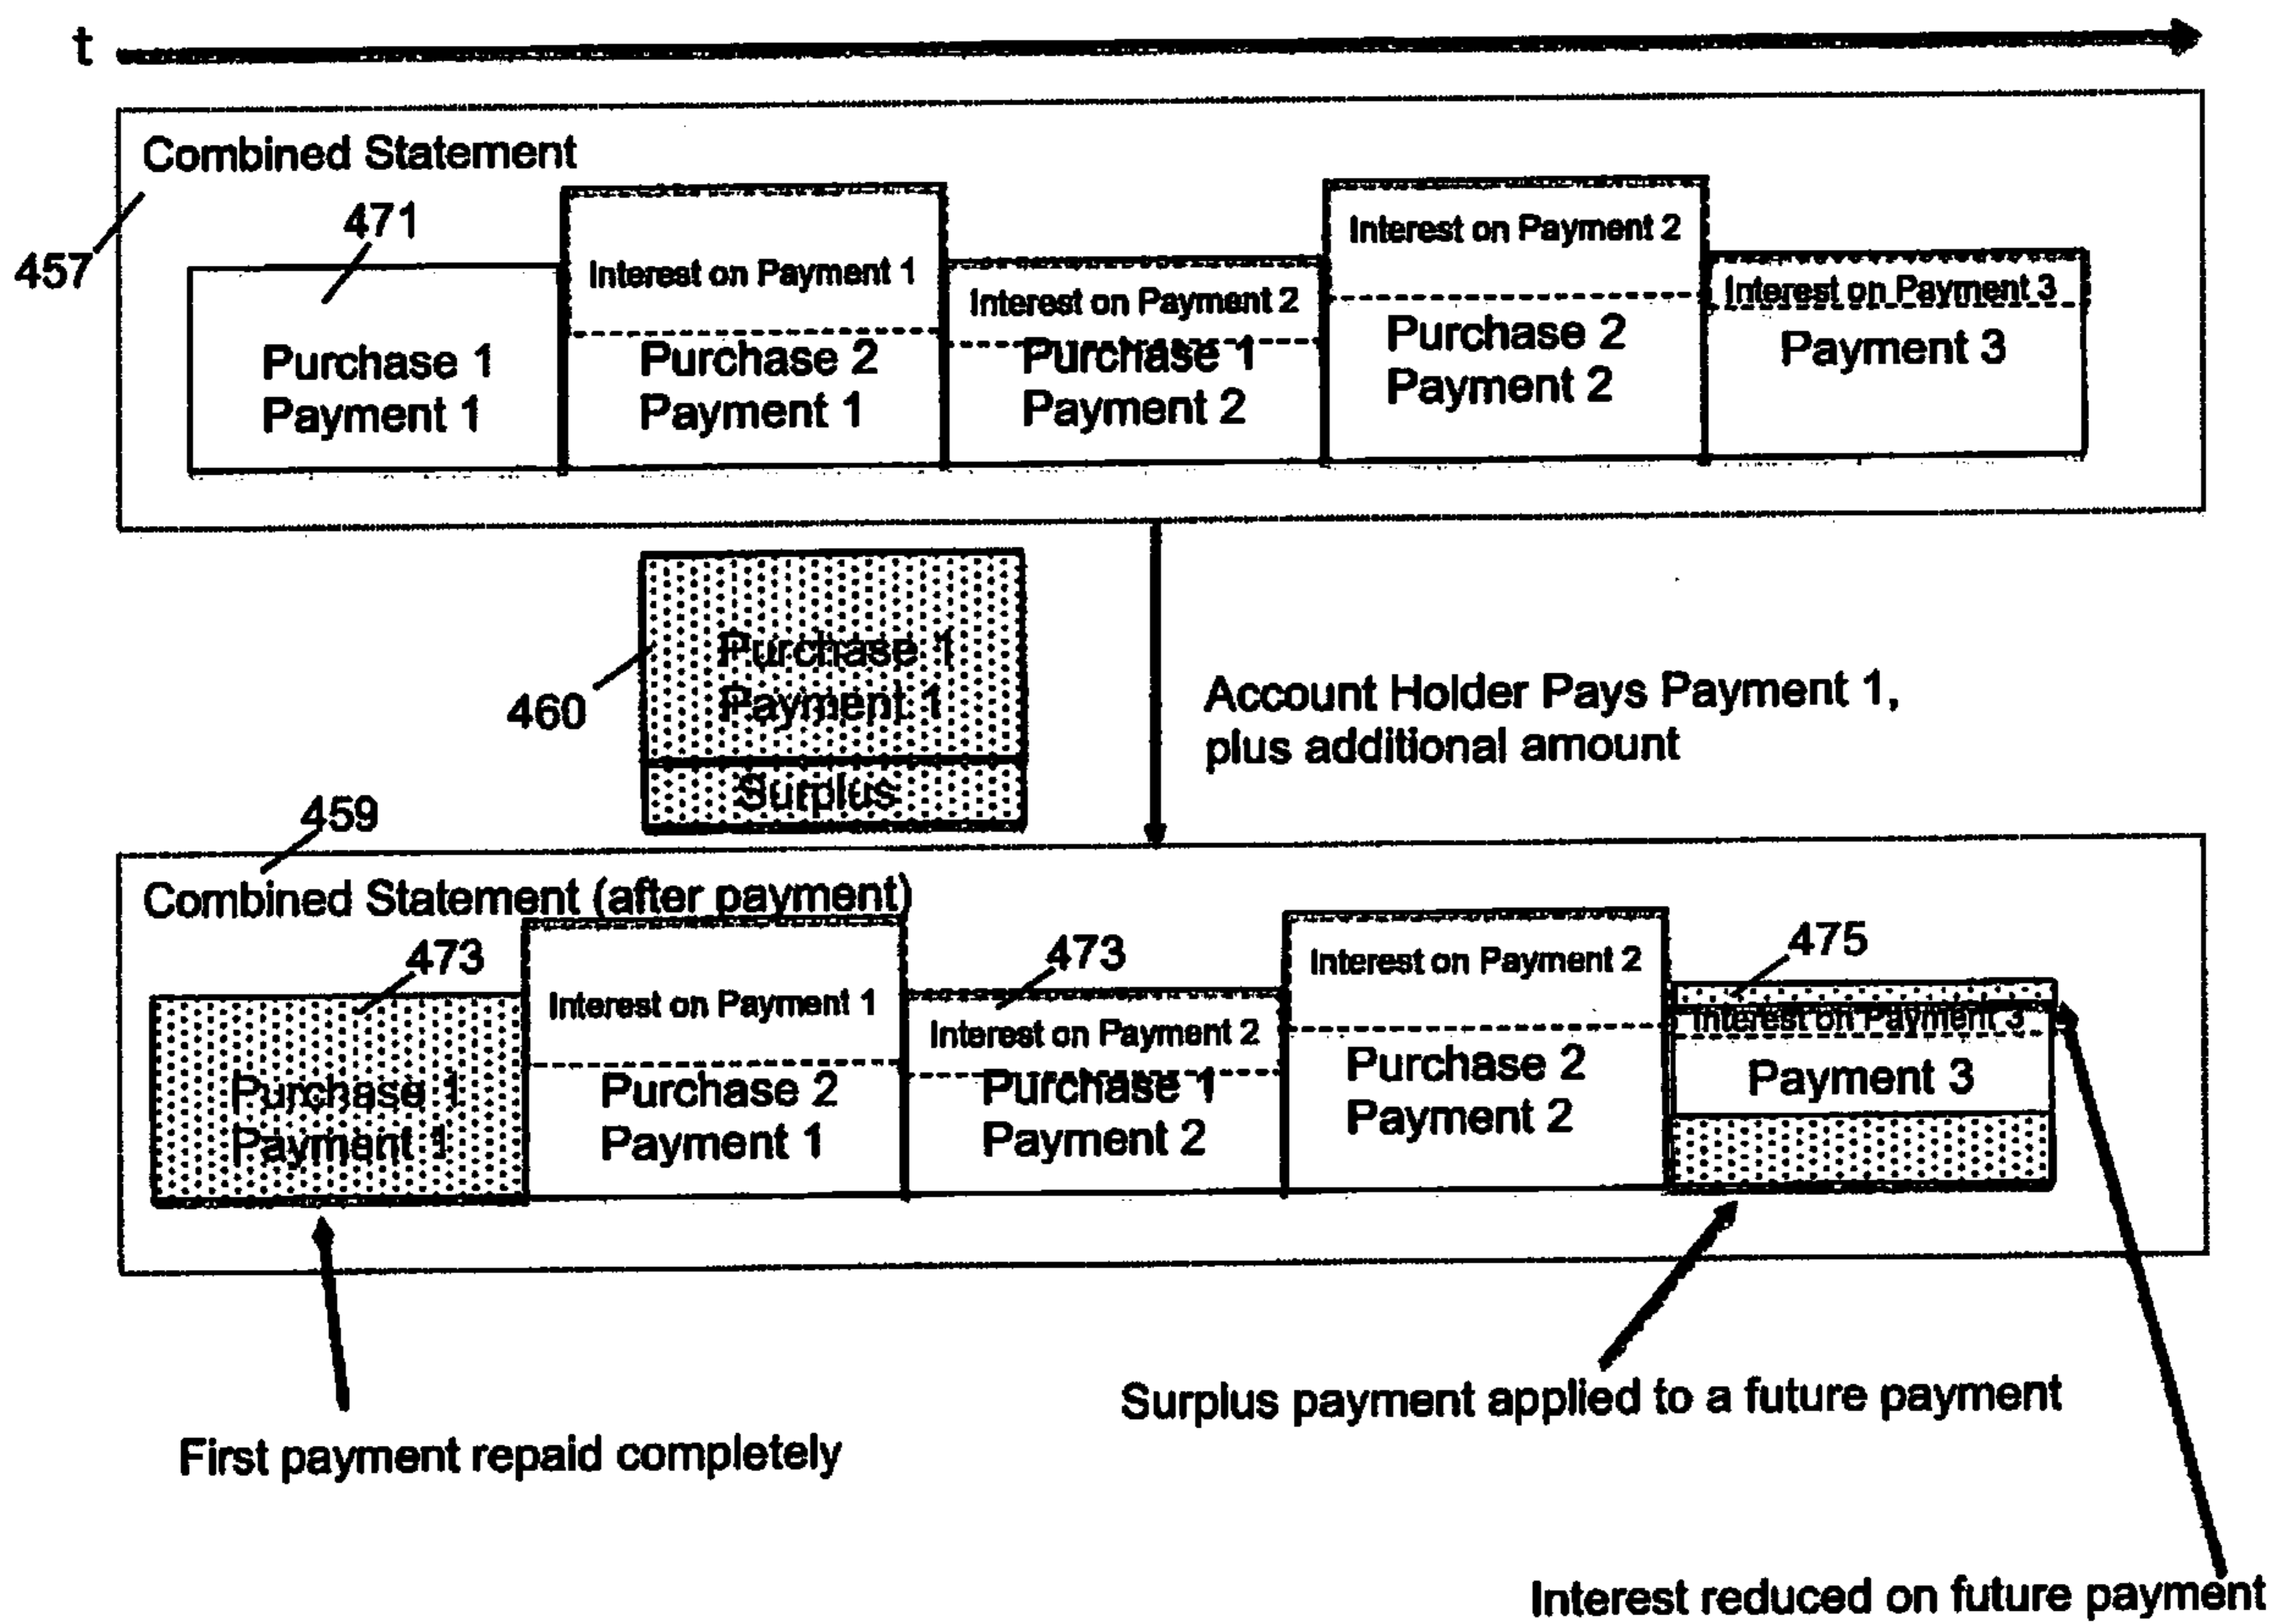 t
Combined Statement
457
471
Purchase 1
Payment 1
Interest on Payment 1
Purchase 2
Payment 1
Interest on Payment 2
Purchase 1
Payment 2
Interest on Payment 2
Purchase 2
Payment 2
Interest on Payment 3
Payment 3
460
Purchase 1
Payment 1
Surplus
Account Holder Pays Payment 1,
plus additional amount
459
Combined Statement (after payment)
473
Purchase 1
Payment 1
Interest on Payment 1
Purchase 2
Payment 1
473
Interest on Payment 2
Purchase 1
Payment 2
Interest on Payment 2
Purchase 2
Payment 2
475
Interest on Payment 3
Payment 3
First payment repaid completely
Surplus payment applied to a future payment
Interest reduced on future payment